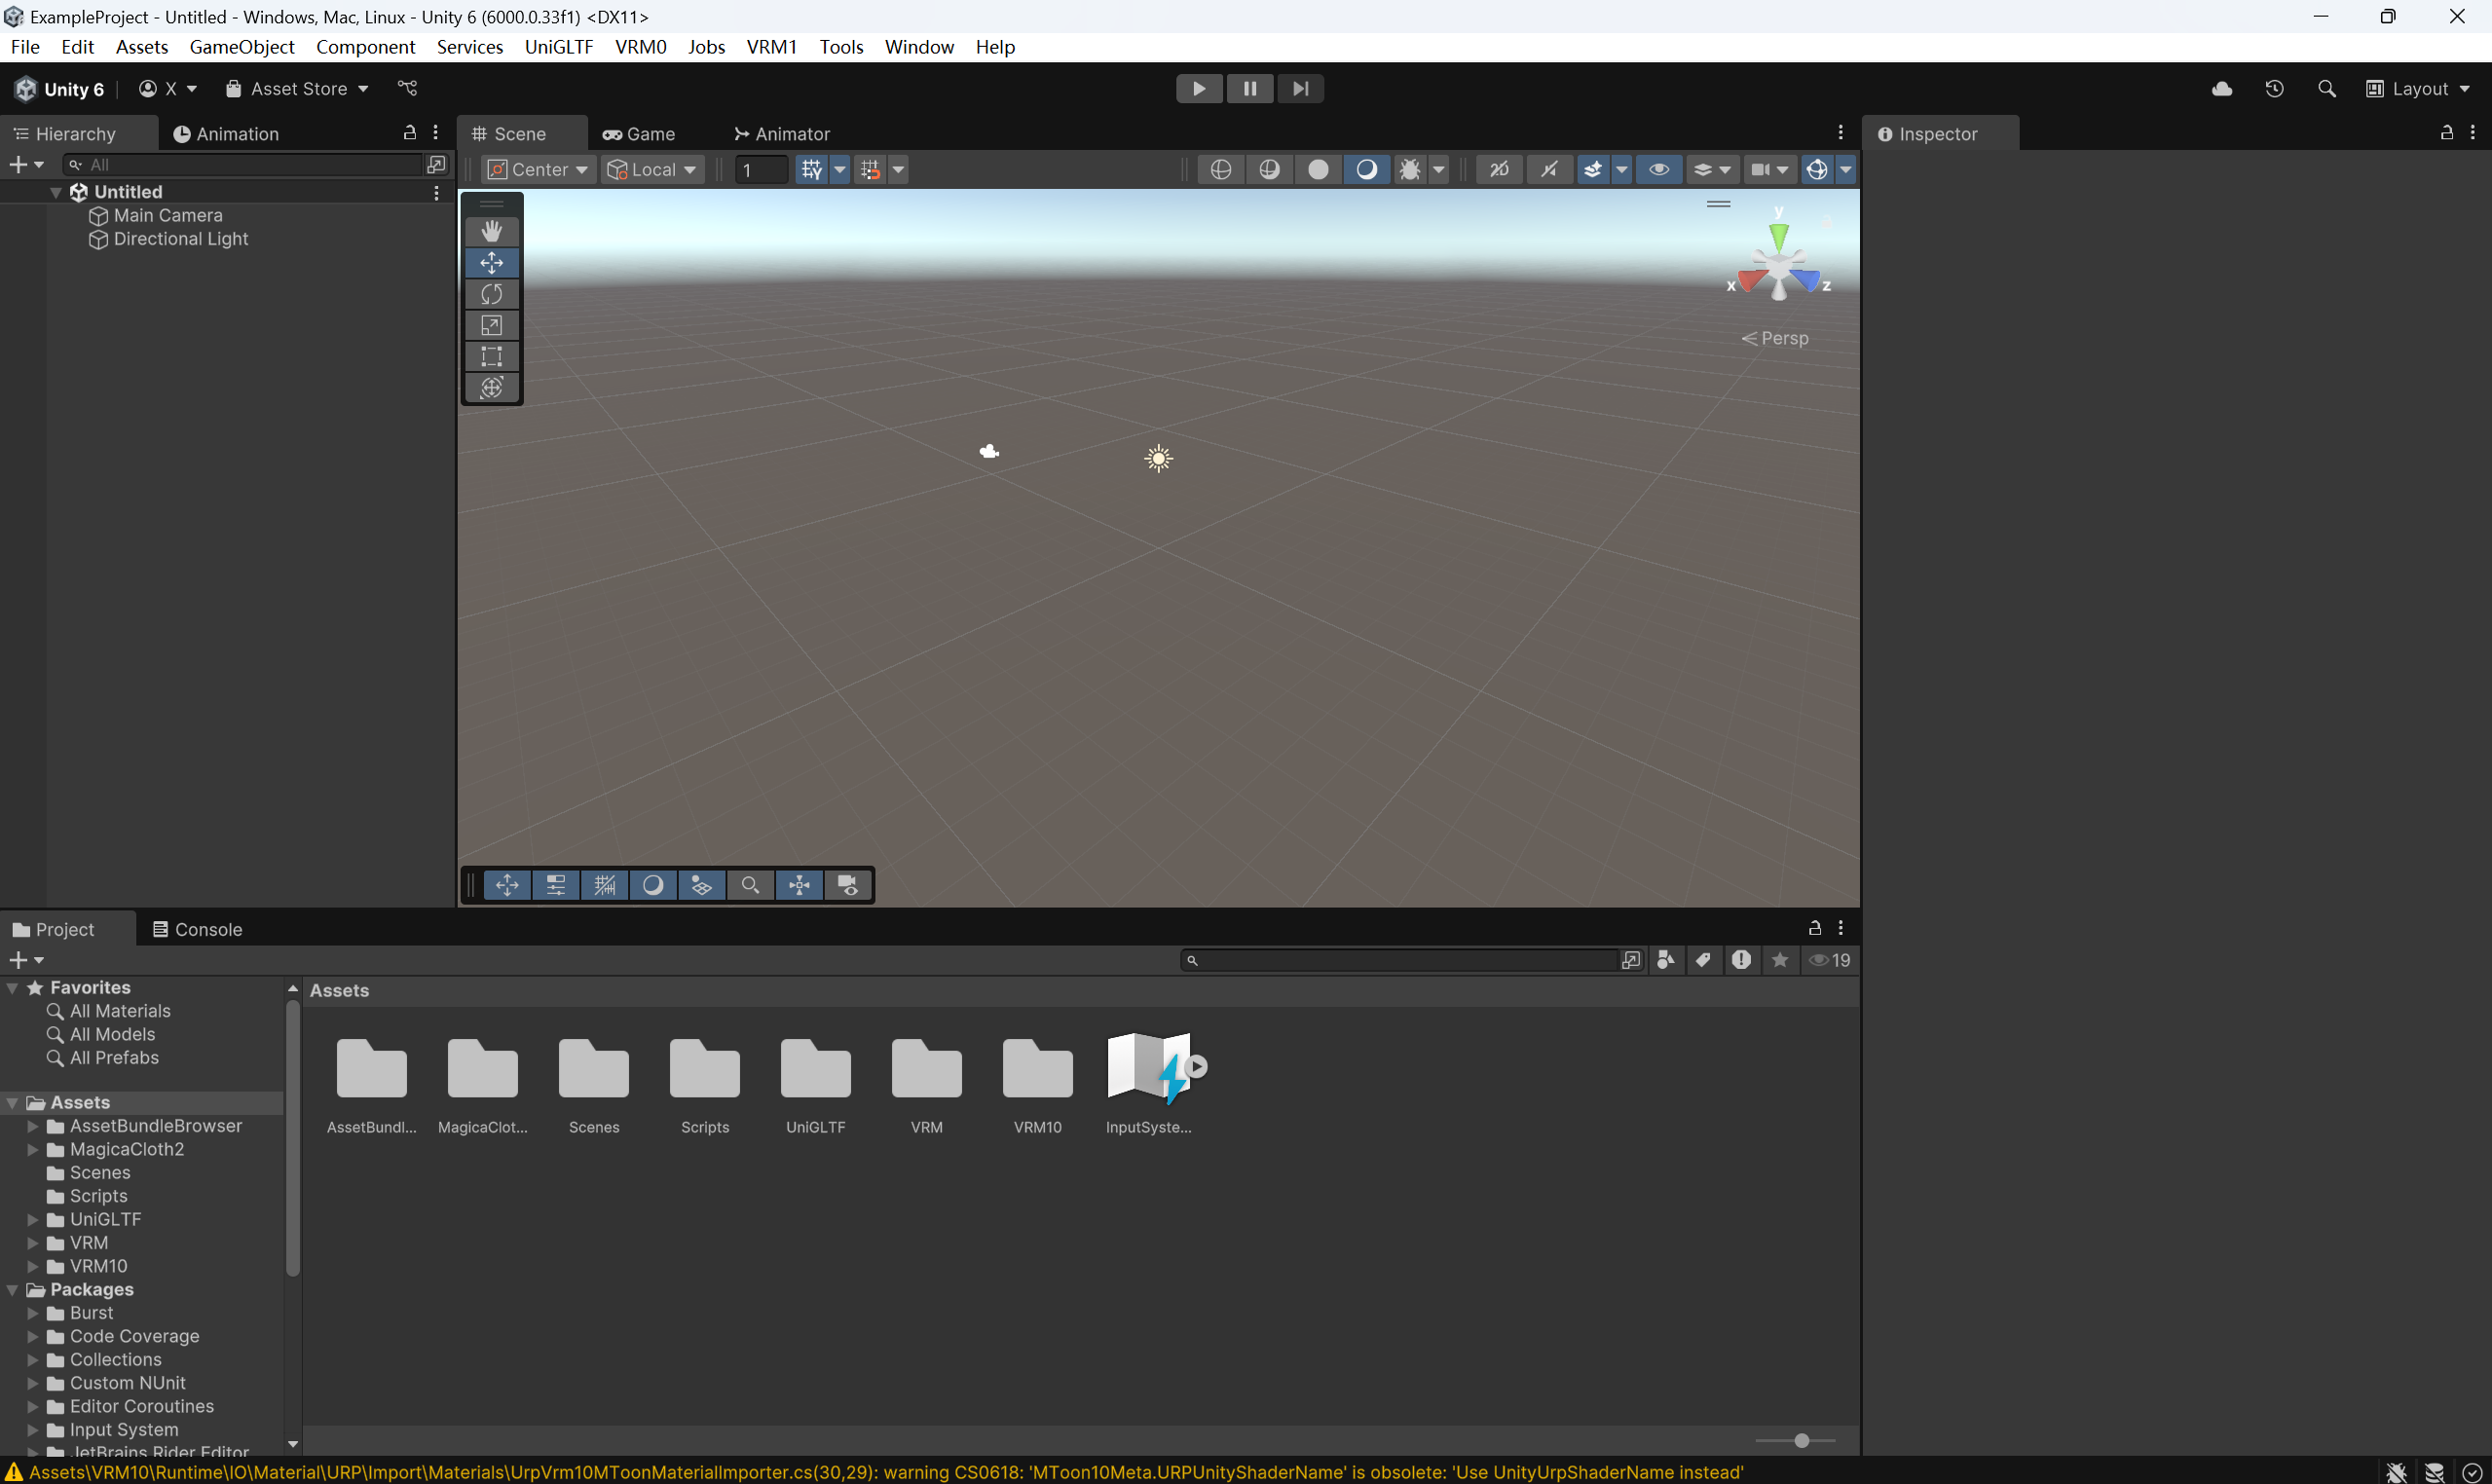 ExampleProject - Untitled - Windows, Mac, Linux - Unity 6 (6000.0.33f1) <DX11>
File Edit Assets GameObject Component Services UniGLTF VRM0 Jobs VRM1 Tools Window Help
Unity 6 X Asset Store Layout
Hierarchy Animation Scene Game Animator Inspector
All
Center Local 1 2D
Untitled
Main Camera
Directional Light
y
x z
Persp
Project Console
19
Favorites
All Materials
All Models
All Prefabs
Assets
AssetBundleBrowser
MagicaCloth2
Scenes
Scripts
UniGLTF
VRM
VRM10
Packages
Burst
Code Coverage
Collections
Custom NUnit
Editor Coroutines
Input System
JetBrains Rider Editor
Assets
AssetBundl... MagicaClot... Scenes Scripts UniGLTF VRM VRM10 InputSyste...
Assets\VRM10\Runtime\IO\Material\URP\Import\Materials\UrpVrm10MToonMaterialImporter.cs(30,29): warning CS0618: 'MToon10Meta.URPUnityShaderName' is obsolete: 'Use UnityUrpShaderName instead'